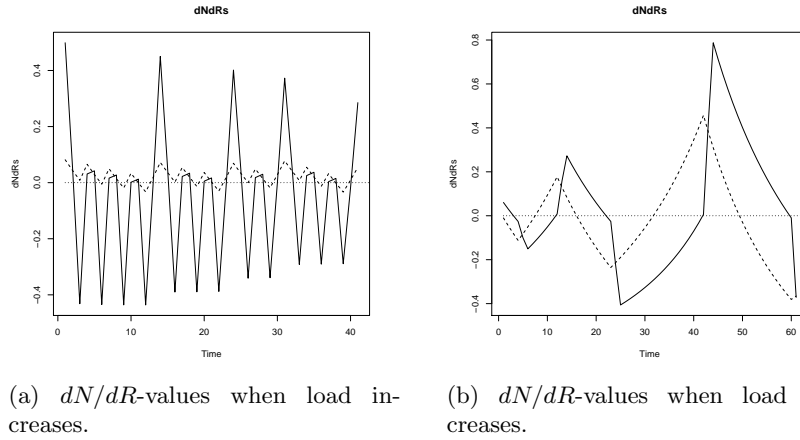 dNdRs
dNdRs
0.4
0.2
0.0
−0.2
−0.4
dNdRs
0 10 20 30 40
Time
dNdRs
0.8
0.6
0.4
0.2
0.0
−0.2
−0.4
dNdRs
0 10 20 30 40 50 60
Time
(a) dN/dR-values when load in-
creases.
(b) dN/dR-values when load
creases.